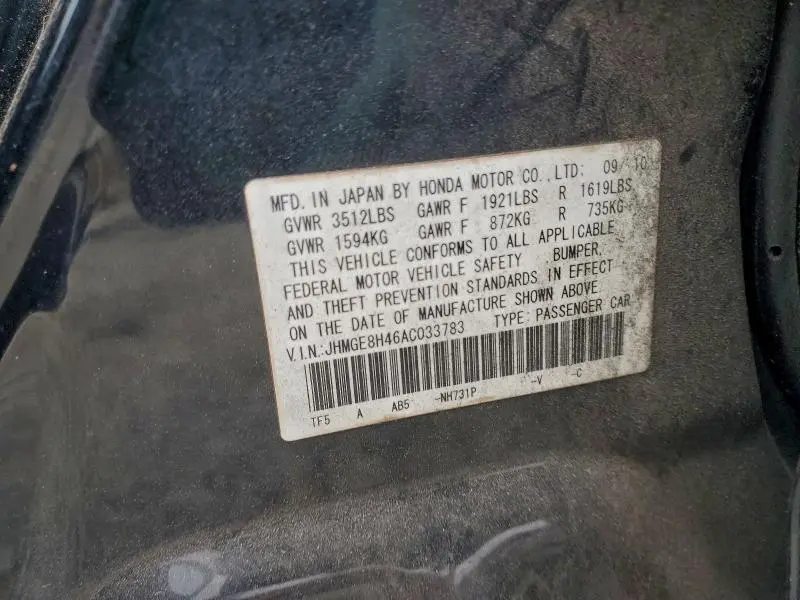 MFD. IN JAPAN BY HONDA MOTOR CO., LTD: 09/10
GVWR 3512LBS GAWR F 1921LBS R 1619LBS
GVWR 1594KG GAWR F 872KG R 735KG
THIS VEHICLE CONFORMS TO ALL APPLICABLE
FEDERAL MOTOR VEHICLE SAFETY BUMPER,
AND THEFT PREVENTION STANDARDS IN EFFECT
ON THE DATE OF MANUFACTURE SHOWN ABOVE
V.I.N.:JHMGE8H46AC033783 TYPE: PASSENGER CAR
TF5 A AB5 -NH731P -V -C